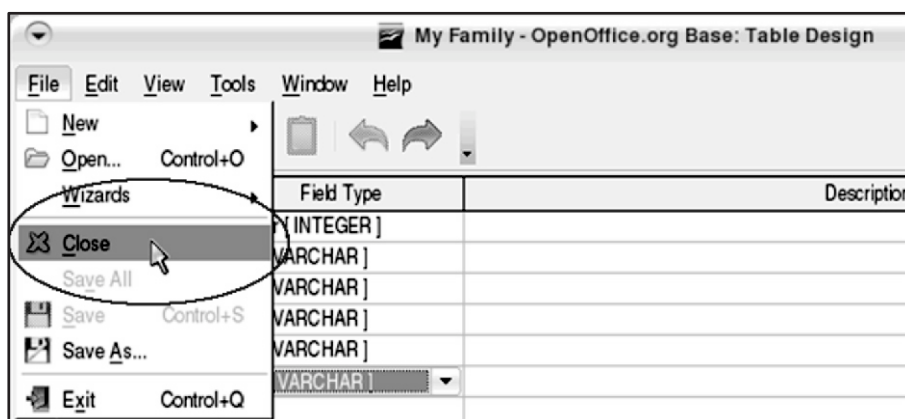 My Family - OpenOffice.org Base: Table Design
File Edit View Tools Window Help
New
Open... Control+O
Wizards
Close
Save All
Save Control+S
Save As...
Exit Control+Q
Field Type Description
[ INTEGER ]
VARCHAR ]
VARCHAR ]
VARCHAR ]
VARCHAR ]
VARCHAR ]